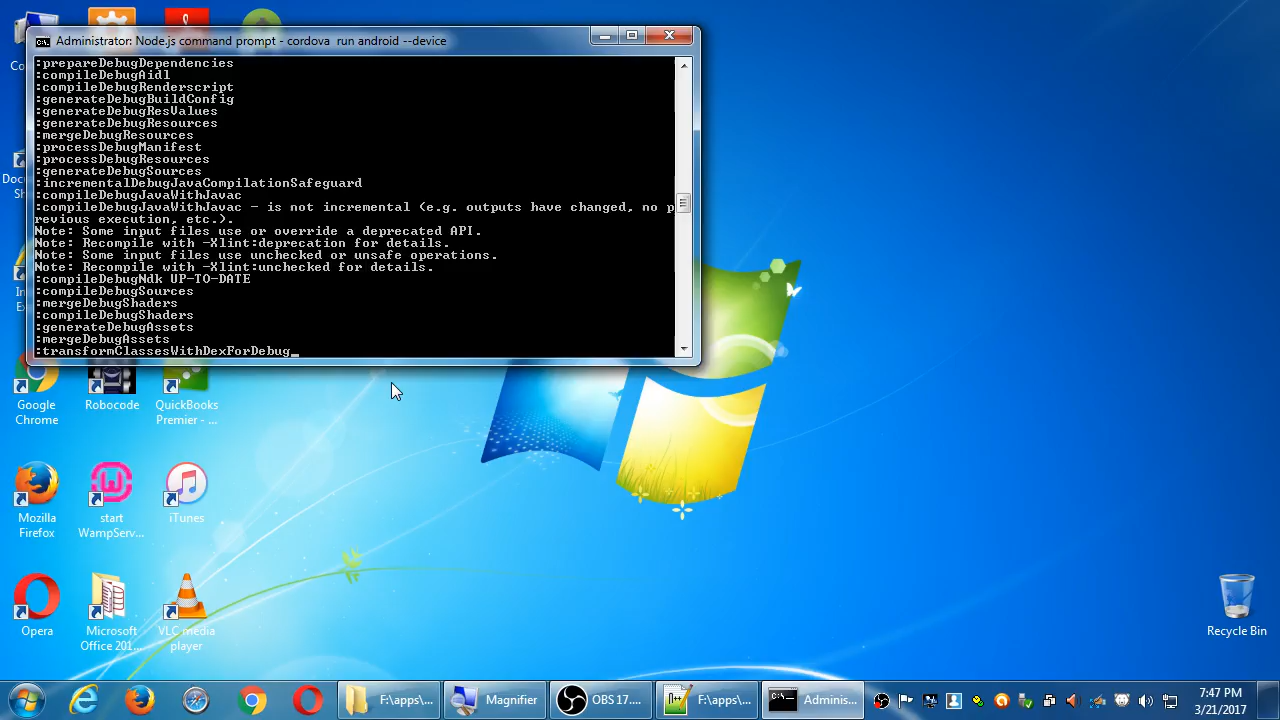 Administrator: Node.js command prompt - cordova  run android --device
:prepareDebugDependencies
:compileDebugAidl
:compileDebugRenderscript
:generateDebugBuildConfig
:generateDebugResValues
:generateDebugResources
:mergeDebugResources
:processDebugManifest
:processDebugResources
:generateDebugSources
:incrementalDebugJavaCompilationSafeguard
:compileDebugJavaWithJavac
:compileDebugJavaWithJavac - is not incremental (e.g. outputs have changed, no p
revious execution, etc.).
Note: Some input files use or override a deprecated API.
Note: Recompile with -Xlint:deprecation for details.
Note: Some input files use unchecked or unsafe operations.
Note: Recompile with -Xlint:unchecked for details.
:compileDebugNdk UP-TO-DATE
:compileDebugSources
:mergeDebugShaders
:compileDebugShaders
:generateDebugAssets
:mergeDebugAssets
:transformClassesWithDexForDebug
Google
Chrome
Robocode
QuickBooks
Premier - ...
Mozilla
Firefox
start
WampServ...
iTunes
Opera
Microsoft
Office 201...
VLC media
player
Recycle Bin
F:\apps\...
Magnifier
OBS 17....
F:\apps\...
Adminis...
7:47 PM
3/21/2017